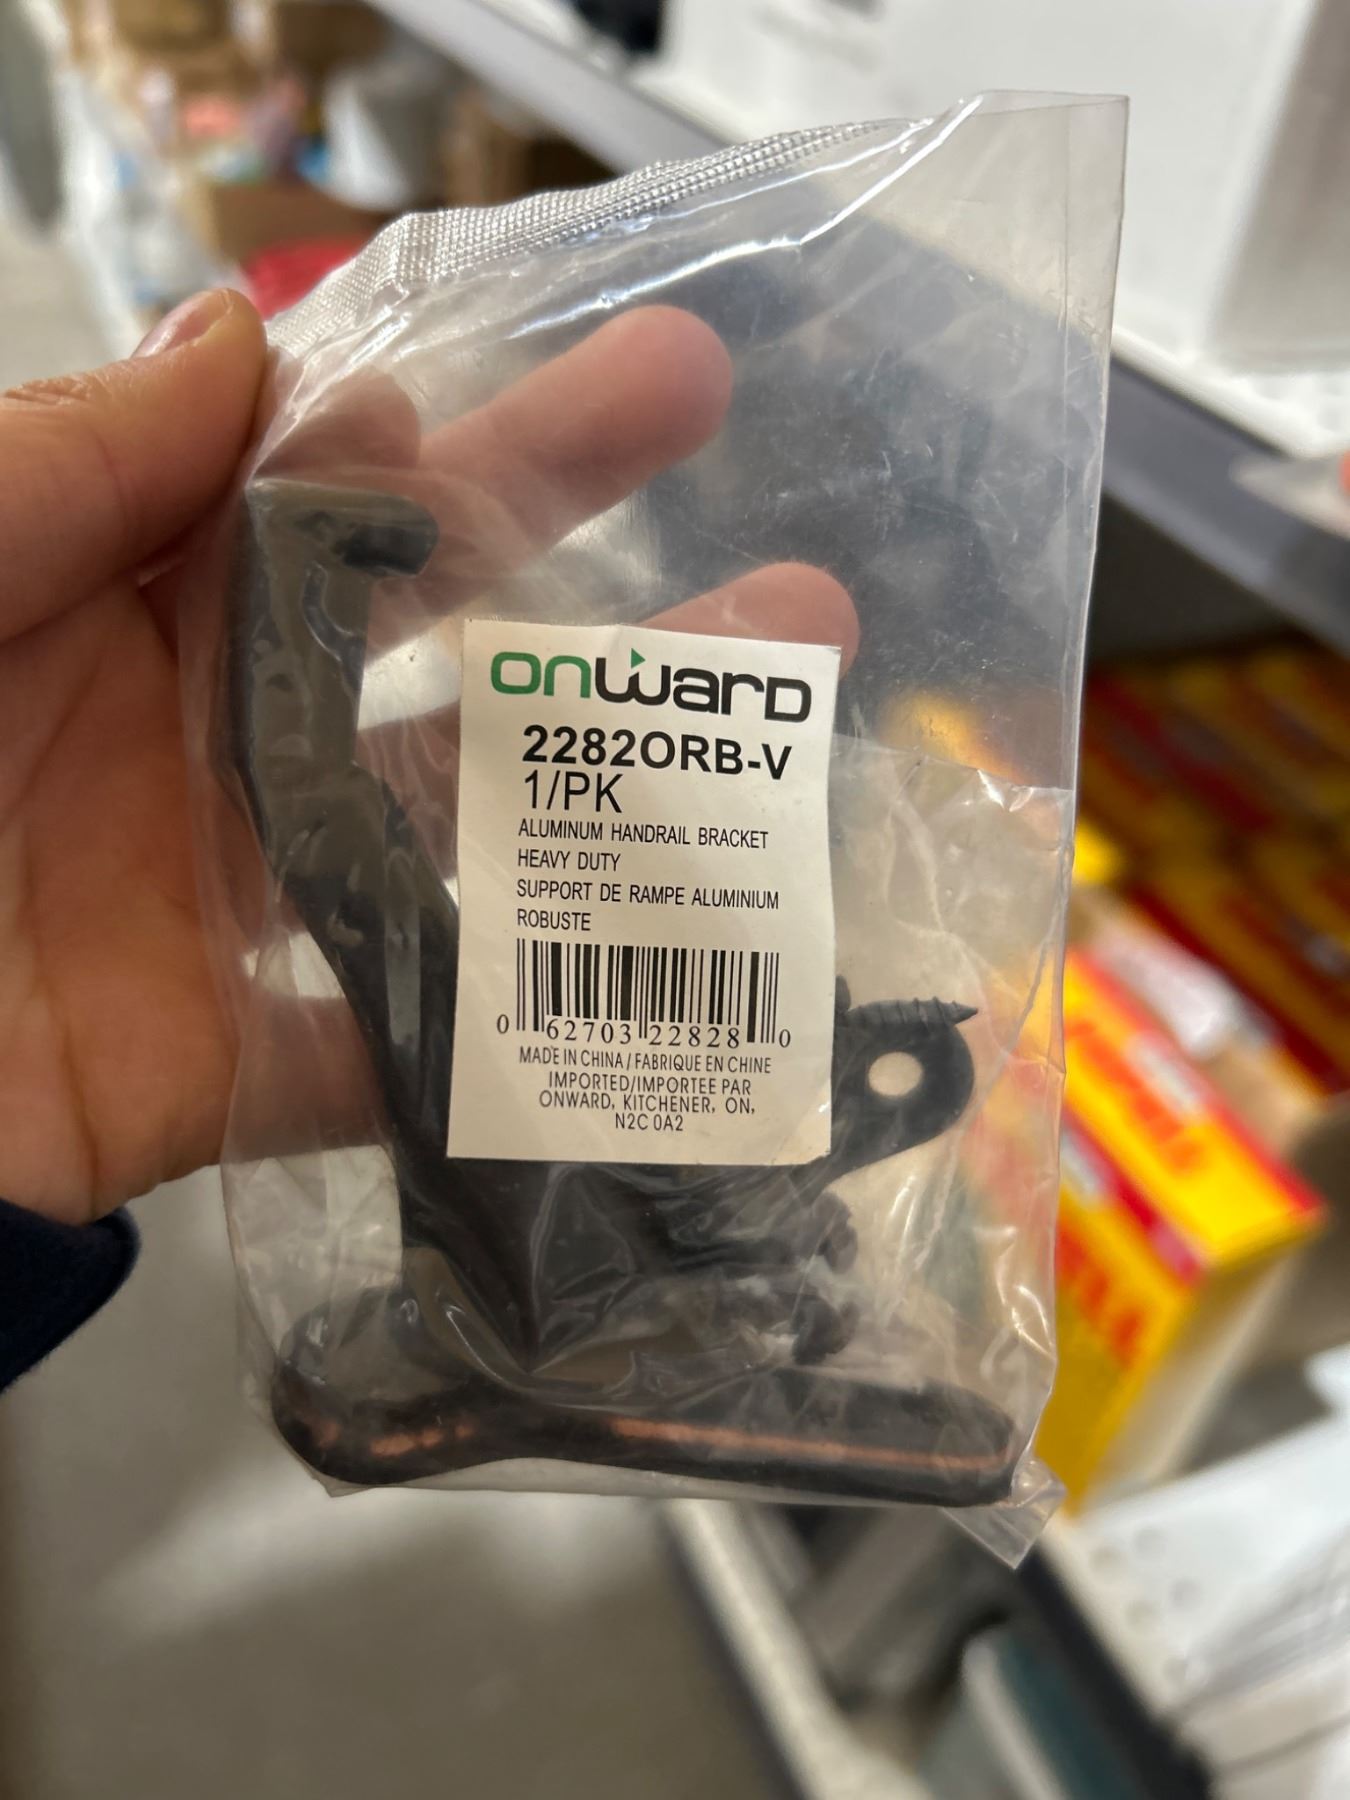 onwarD
2282ORB-V
1/PK
ALUMINUM HANDRAIL BRACKET
HEAVY DUTY
SUPPORT DE RAMPE ALUMINIUM
ROBUSTE
0 62703 22828 0
MADE IN CHINA / FABRIQUE EN CHINE
IMPORTED/IMPORTEE PAR
ONWARD, KITCHENER, ON,
N2C 0A2